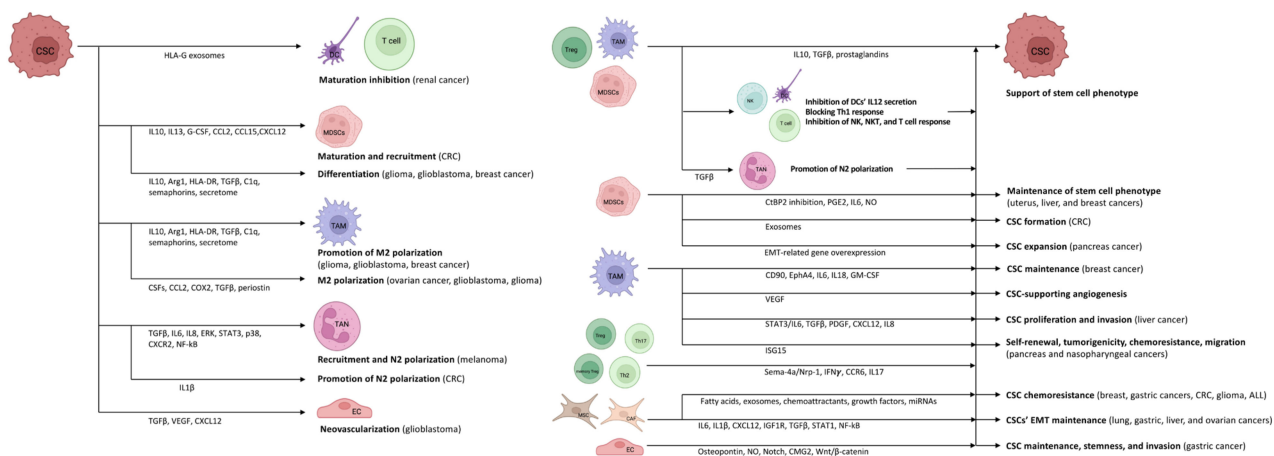 CSC
HLA-G exosomes
DC
T cell
Maturation inhibition (renal cancer)
IL10, IL13, G-CSF, CCL2, CCL15,CXCL12
MDSCs
Maturation and recruitment (CRC)
IL10, Arg1, HLA-DR, TGFβ, C1q,
semaphorins, secretome
Differentiation (glioma, glioblastoma, breast cancer)
IL10, Arg1, HLA-DR, TGFβ, C1q,
semaphorins, secretome
TAM
Promotion of M2 polarization
(glioma, glioblastoma, breast cancer)
CSFs, CCL2, COX2, TGFβ, periostin
M2 polarization (ovarian cancer, glioblastoma, glioma)
TGFβ, IL6, IL8, ERK, STAT3, p38,
CXCR2, NF-kB
TAN
Recruitment and N2 polarization (melanoma)
IL1β
Promotion of N2 polarization (CRC)
TGFβ, VEGF, CXCL12
EC
Neovascularization (glioblastoma)
Treg
TAM
MDSCs
IL10, TGFβ, prostaglandins
CSC
Support of stem cell phenotype
NK
DC
T cell
Inhibition of DCs' IL12 secretion
Blocking Th1 response
Inhibition of NK, NKT, and T cell response
TGFβ
TAN
Promotion of N2 polarization
MDSCs
CtBP2 inhibition, PGE2, IL6, NO
Maintenance of stem cell phenotype
(uterus, liver, and breast cancers)
Exosomes
CSC formation (CRC)
EMT-related gene overexpression
CSC expansion (pancreas cancer)
TAM
CD90, EphA4, IL6, IL18, GM-CSF
CSC maintenance (breast cancer)
VEGF
CSC-supporting angiogenesis
STAT3/IL6, TGFβ, PDGF, CXCL12, IL8
CSC proliferation and invasion (liver cancer)
ISG15
Self-renewal, tumorigenicity, chemoresistance, migration
(pancreas and nasopharyngeal cancers)
Treg
Th17
memory Treg
Th2
Sema-4a/Nrp-1, IFNγ, CCR6, IL17
MSC
CAF
Fatty acids, exosomes, chemoattractants, growth factors, miRNAs
CSC chemoresistance (breast, gastric cancers, CRC, glioma, ALL)
IL6, IL1β, CXCL12, IGF1R, TGFβ, STAT1, NF-kB
CSCs' EMT maintenance (lung, gastric, liver, and ovarian cancers)
EC
Osteopontin, NO, Notch, CMG2, Wnt/β-catenin
CSC maintenance, stemness, and invasion (gastric cancer)